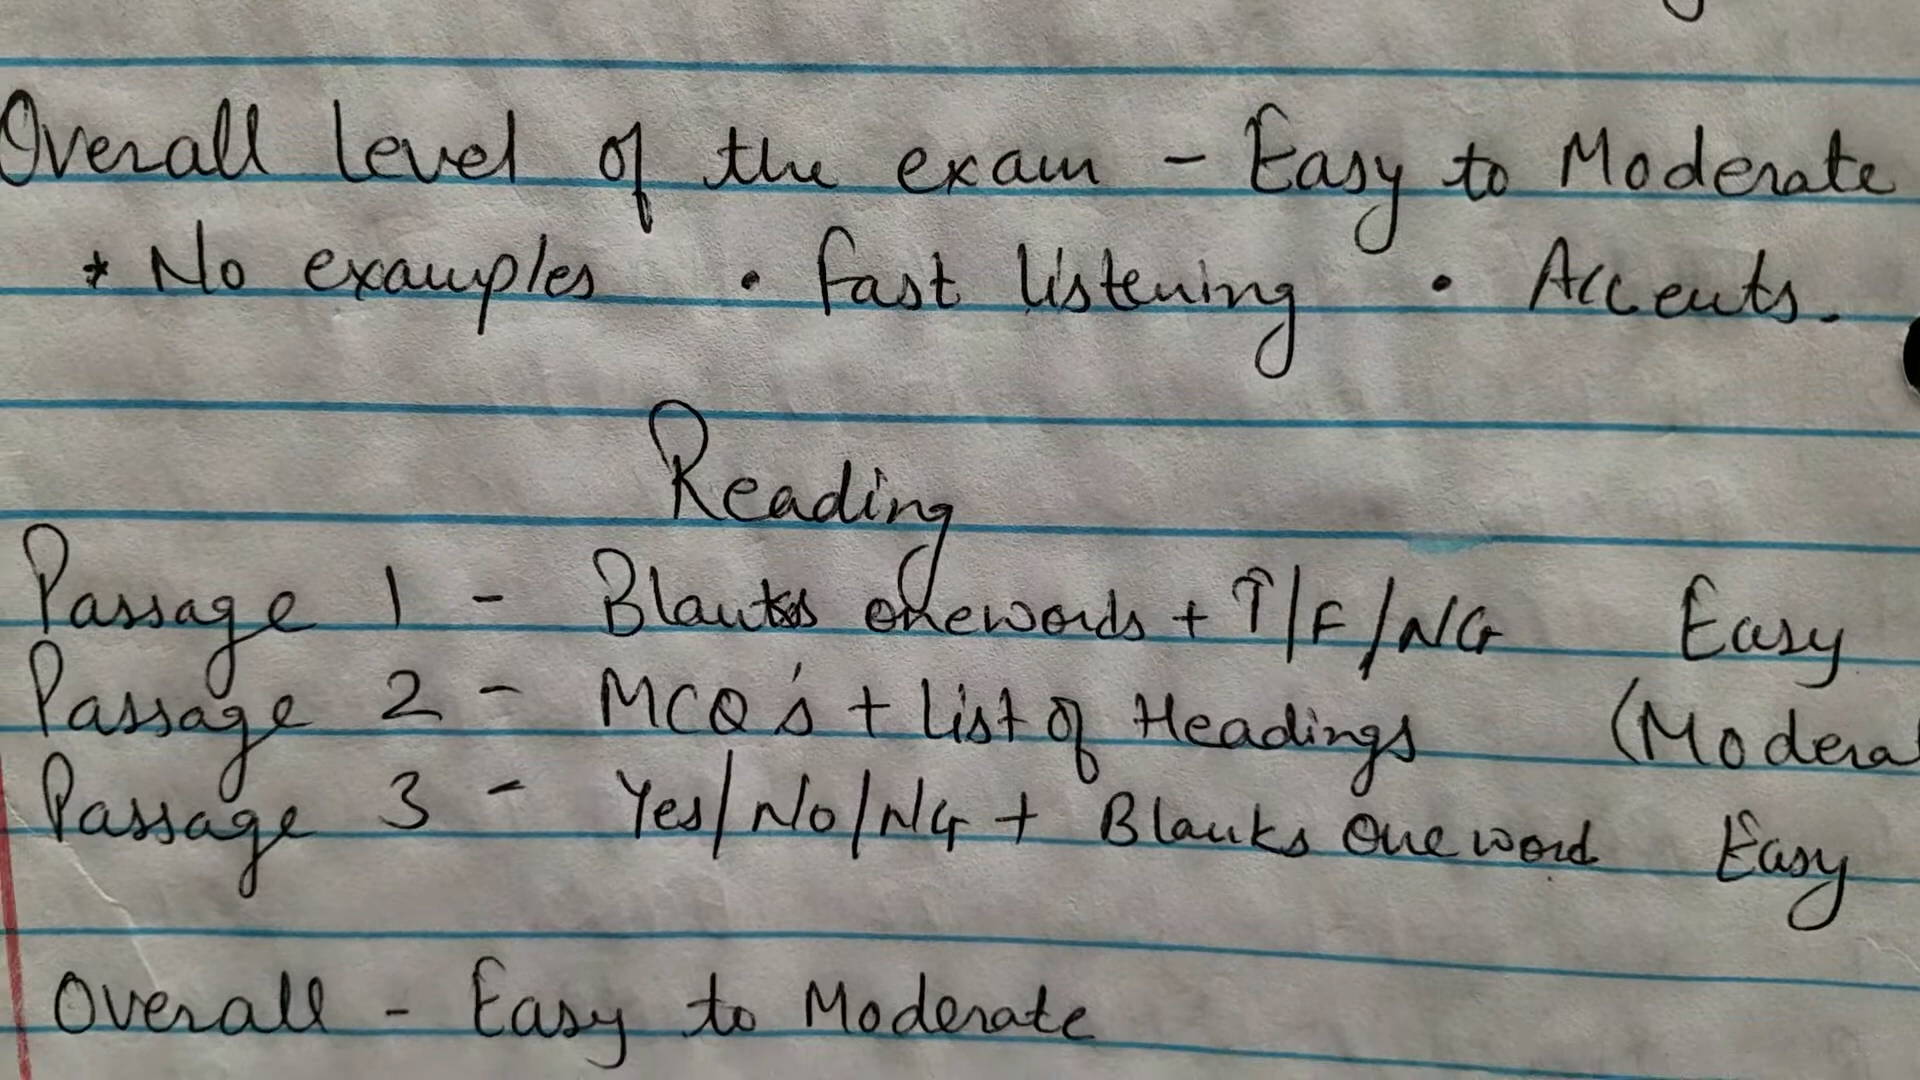 Overall level of the exam - Easy to Moderate
* No examples • fast listening • Accents.
Reading
Passage 1 - Blanks onewords + T/F/NG Easy
Passage 2 - MCQ's + List of Headings (Modera
Passage 3 - Yes/No/NG + Blanks one word Easy
Overall - Easy to Moderate